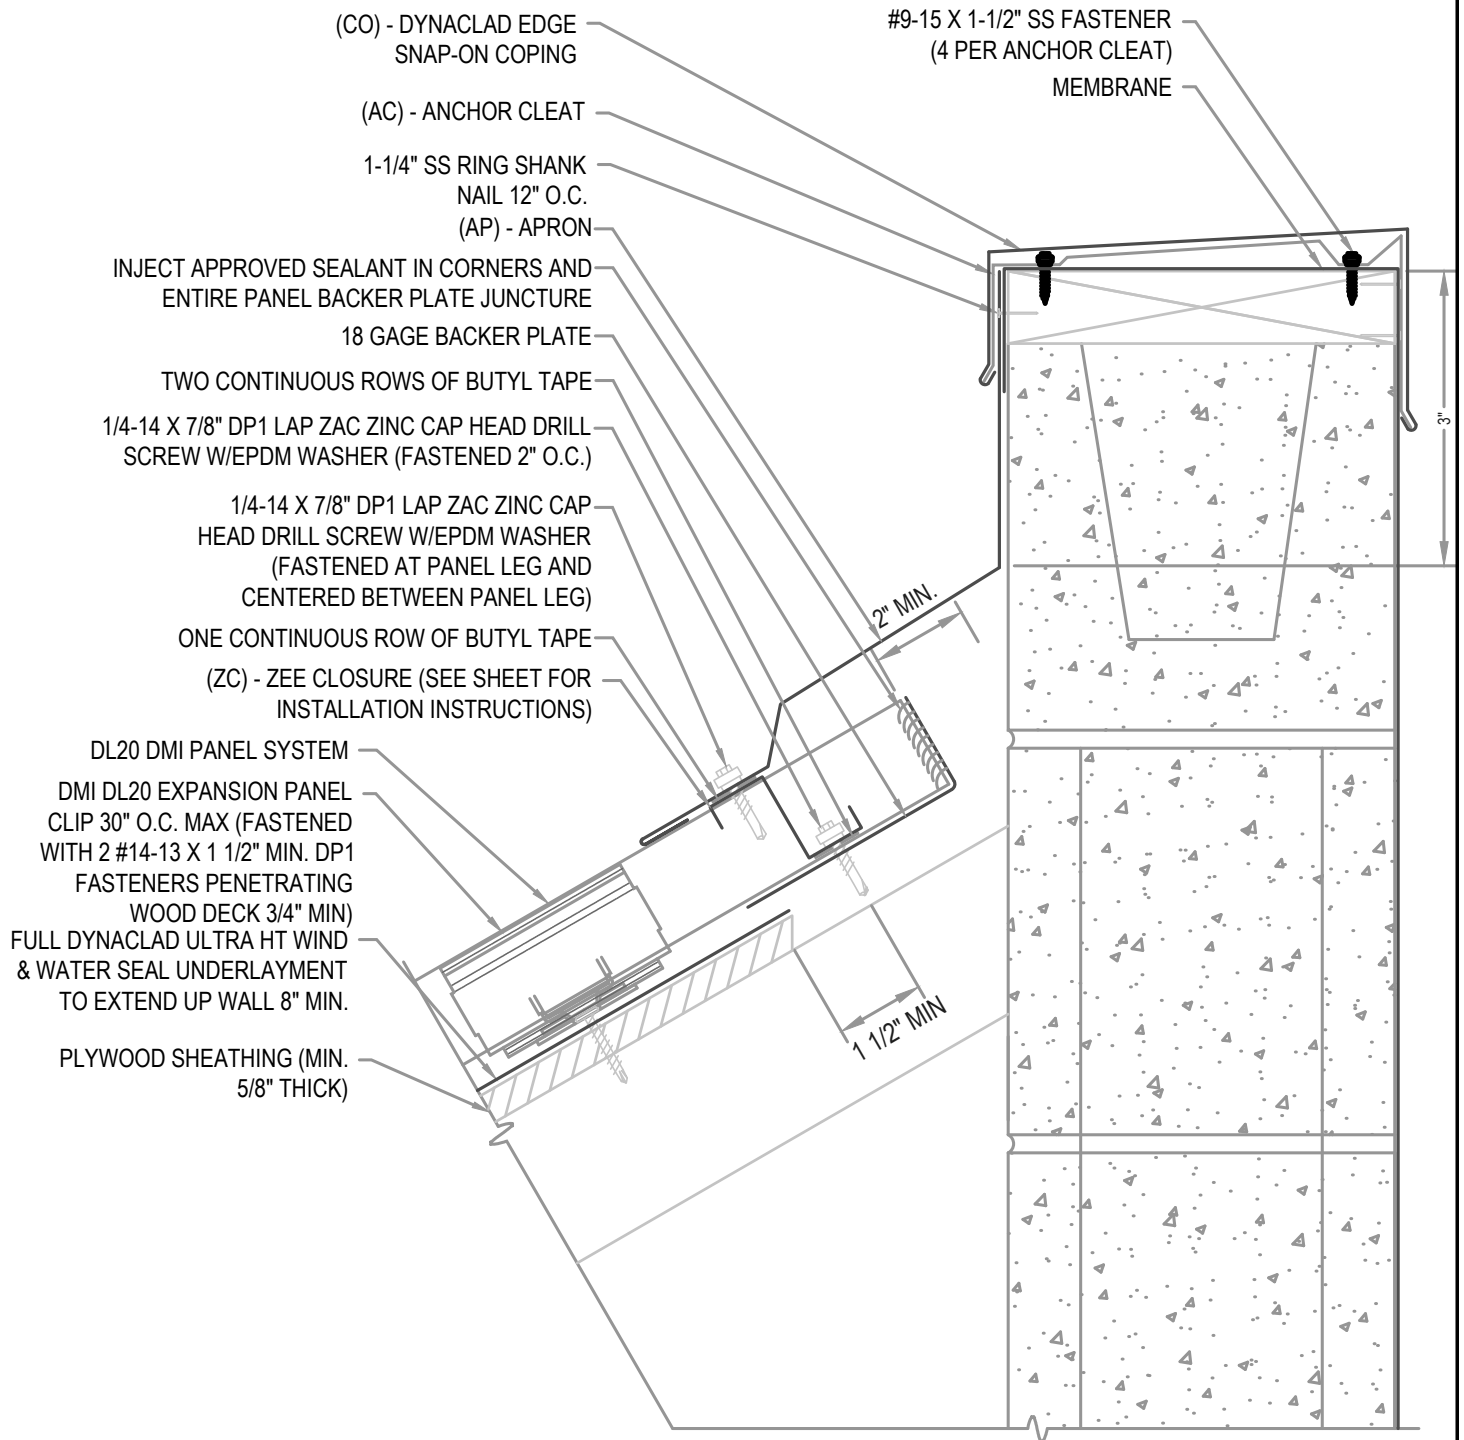 (CO) - DYNACLAD EDGE
SNAP-ON COPING
(AC) - ANCHOR CLEAT
1-1/4" SS RING SHANK
NAIL 12" O.C.
(AP) - APRON
INJECT APPROVED SEALANT IN CORNERS AND
ENTIRE PANEL BACKER PLATE JUNCTURE
18 GAGE BACKER PLATE
TWO CONTINUOUS ROWS OF BUTYL TAPE
1/4-14 X 7/8" DP1 LAP ZAC ZINC CAP HEAD DRILL
SCREW W/EPDM WASHER (FASTENED 2" O.C.)
1/4-14 X 7/8" DP1 LAP ZAC ZINC CAP
HEAD DRILL SCREW W/EPDM WASHER
(FASTENED AT PANEL LEG AND
CENTERED BETWEEN PANEL LEG)
ONE CONTINUOUS ROW OF BUTYL TAPE
(ZC) - ZEE CLOSURE (SEE SHEET FOR
INSTALLATION INSTRUCTIONS)
DL20 DMI PANEL SYSTEM
DMI DL20 EXPANSION PANEL
CLIP 30" O.C. MAX (FASTENED
WITH 2 #14-13 X 1 1/2" MIN. DP1
FASTENERS PENETRATING
WOOD DECK 3/4" MIN)
FULL DYNACLAD ULTRA HT WIND
& WATER SEAL UNDERLAYMENT
TO EXTEND UP WALL 8" MIN.
PLYWOOD SHEATHING (MIN.
5/8" THICK)
#9-15 X 1-1/2" SS FASTENER
(4 PER ANCHOR CLEAT)
MEMBRANE
3"
2" MIN.
1 1/2" MIN